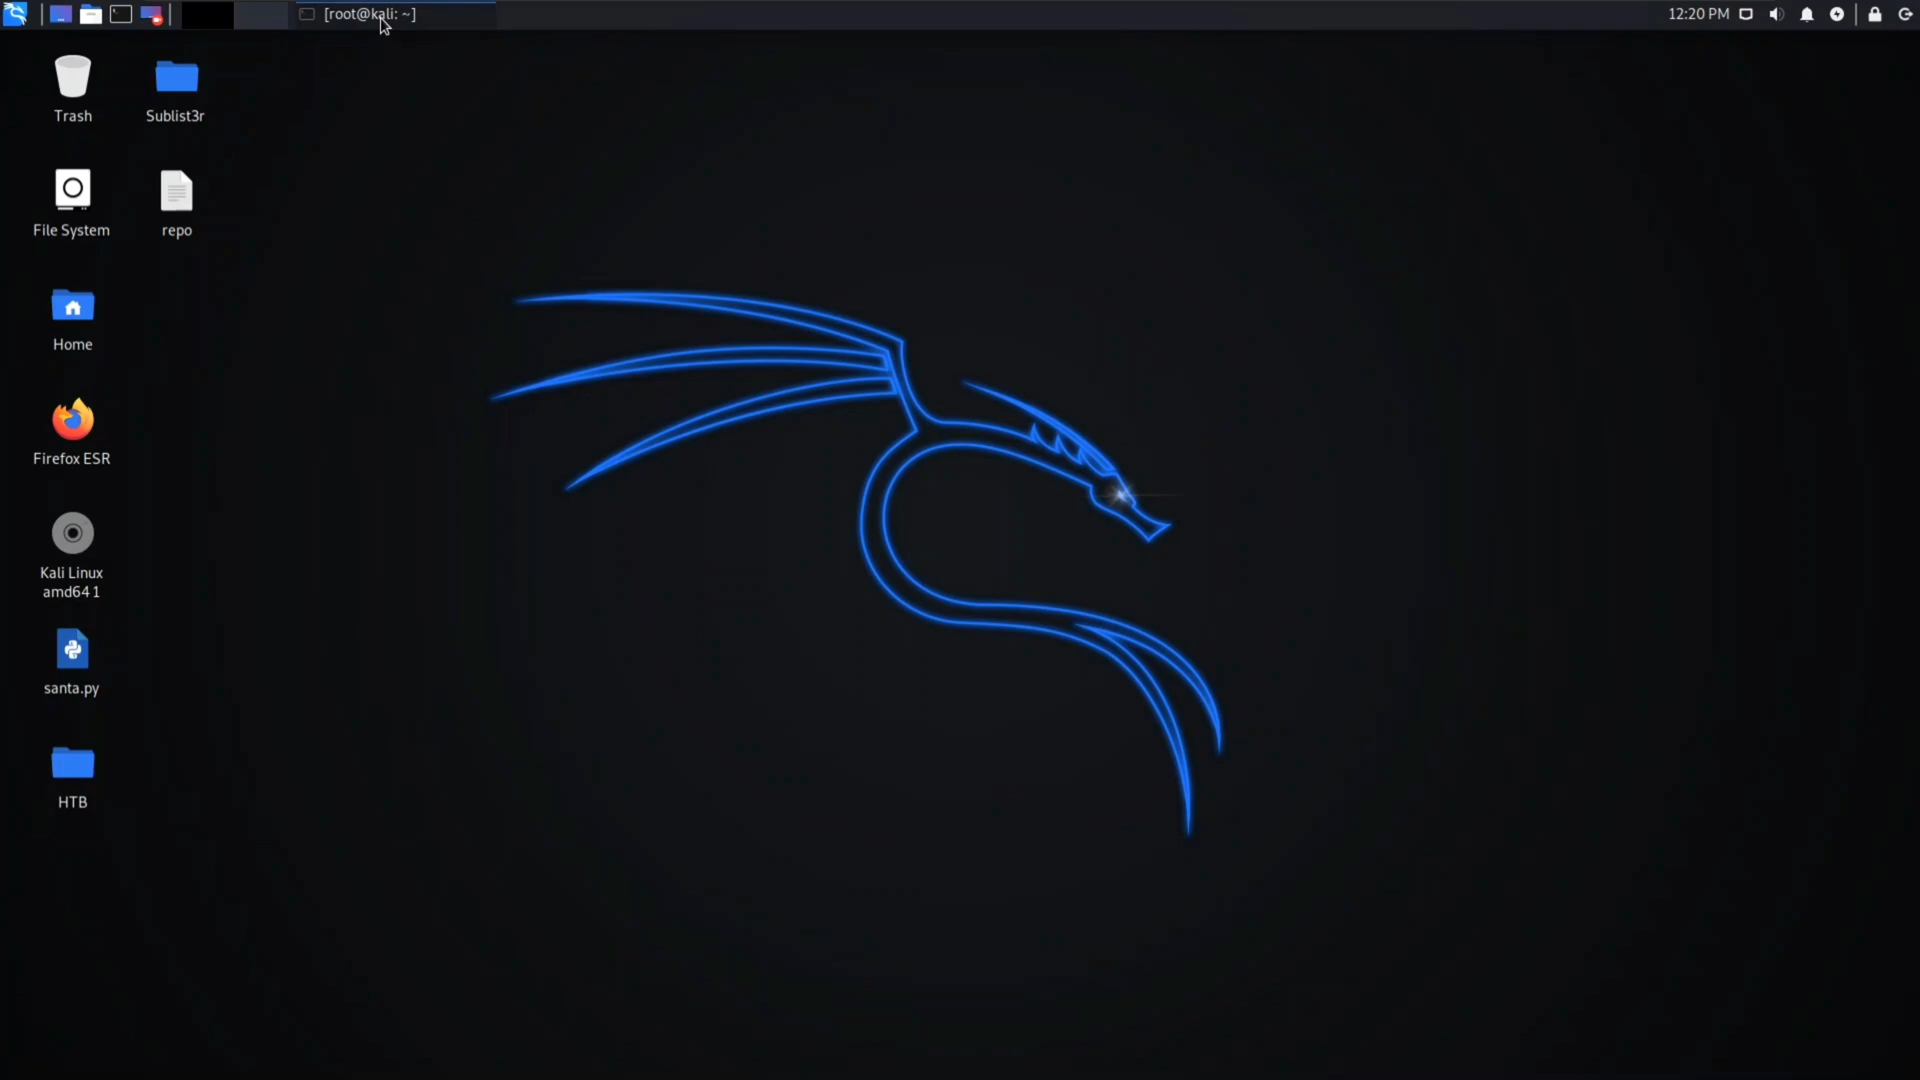 [root@kali: ~]
12:20 PM
Trash
Sublist3r
File System
repo
Home
Firefox ESR
Kali Linux
amd64 1
santa.py
HTB